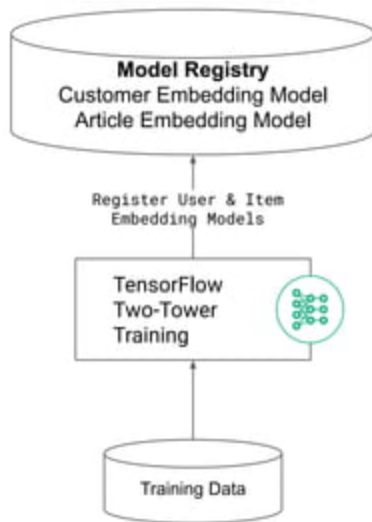 Model Registry
Customer Embedding Model
Article Embedding Model
Register User & Item
Embedding Models
TensorFlow
Two-Tower
Training
Training Data